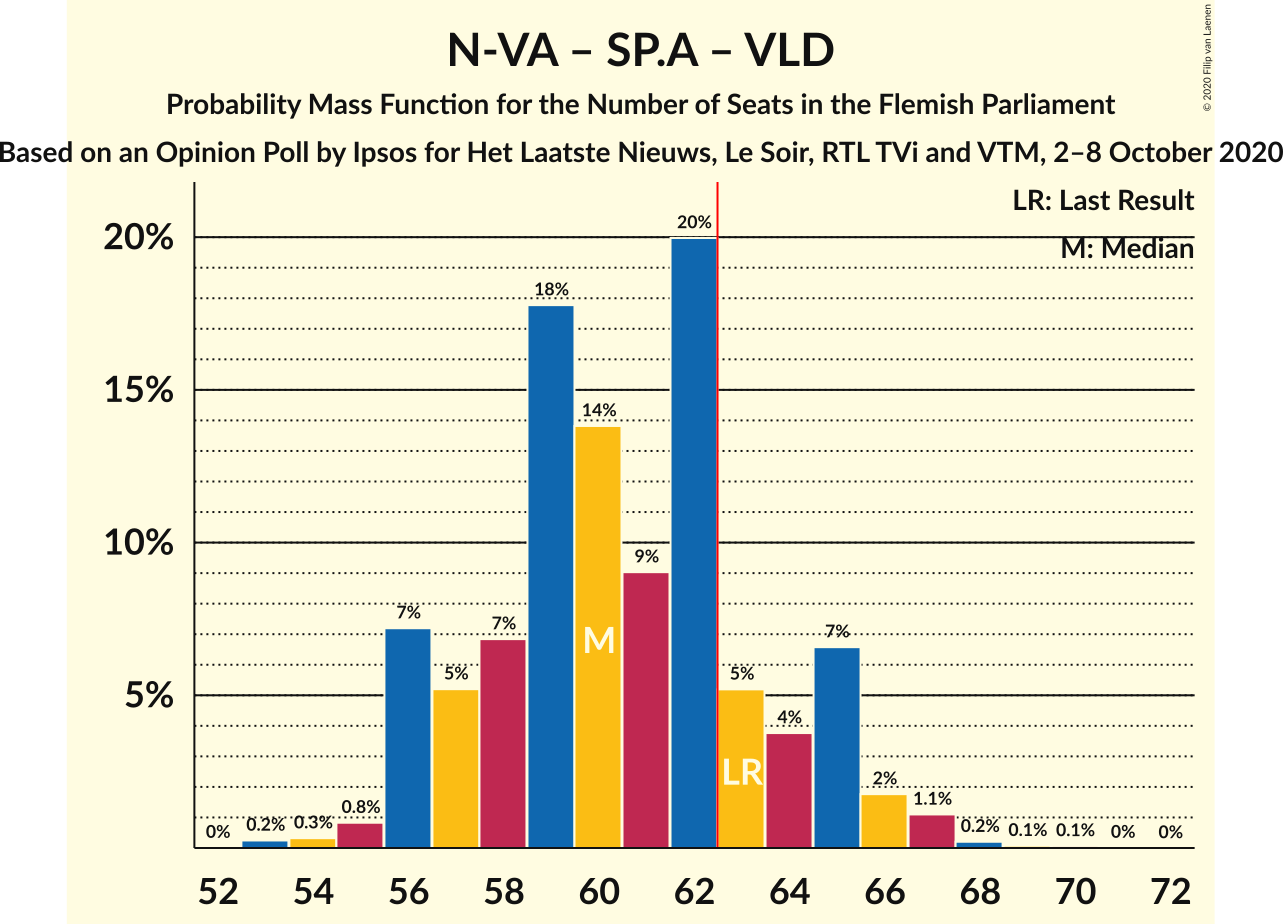 N-VA – SP.A – VLD
Probability Mass Function for the Number of Seats in the Flemish Parliament
Based on an Opinion Poll by Ipsos for Het Laatste Nieuws, Le Soir, RTL TVi and VTM, 2–8 October 2020
© 2020 Filip van Laenen
LR: Last Result
M: Median
20%
15%
10%
5%
0%
0.2%
0.3%
0.8%
7%
5%
7%
18%
14%
9%
20%
5%
4%
7%
2%
1.1%
0.2%
0.1%
0.1%
0%
0%
M
LR
52 54 56 58 60 62 64 66 68 70 72